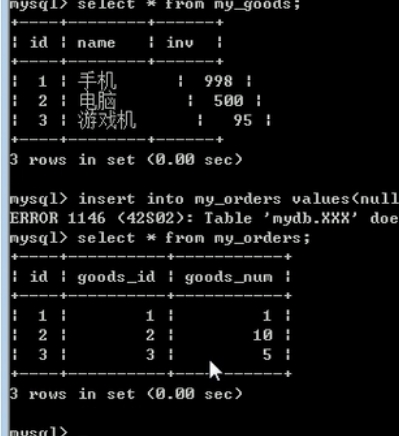 mysql> select * from my_goods;
+----+--------+------+
| id | name   | inv  |
+----+--------+------+
| 1 | 手机 | 998 |
| 2 | 电脑 | 500 |
| 3 | 游戏机 | 95 |
+----+--------+------+
3 rows in set (0.00 sec)
mysql> insert into my_orders values(null
ERROR 1146 (42S02): Table 'mydb.XXX' doe
mysql> select * from my_orders;
+----+----------+-----------+
| id | goods_id | goods_num |
+----+----------+-----------+
| 1 | 1 | 1 |
| 2 | 2 | 10 |
| 3 | 3 | 5 |
+----+----------+-----------+
3 rows in set (0.00 sec)
mysql>